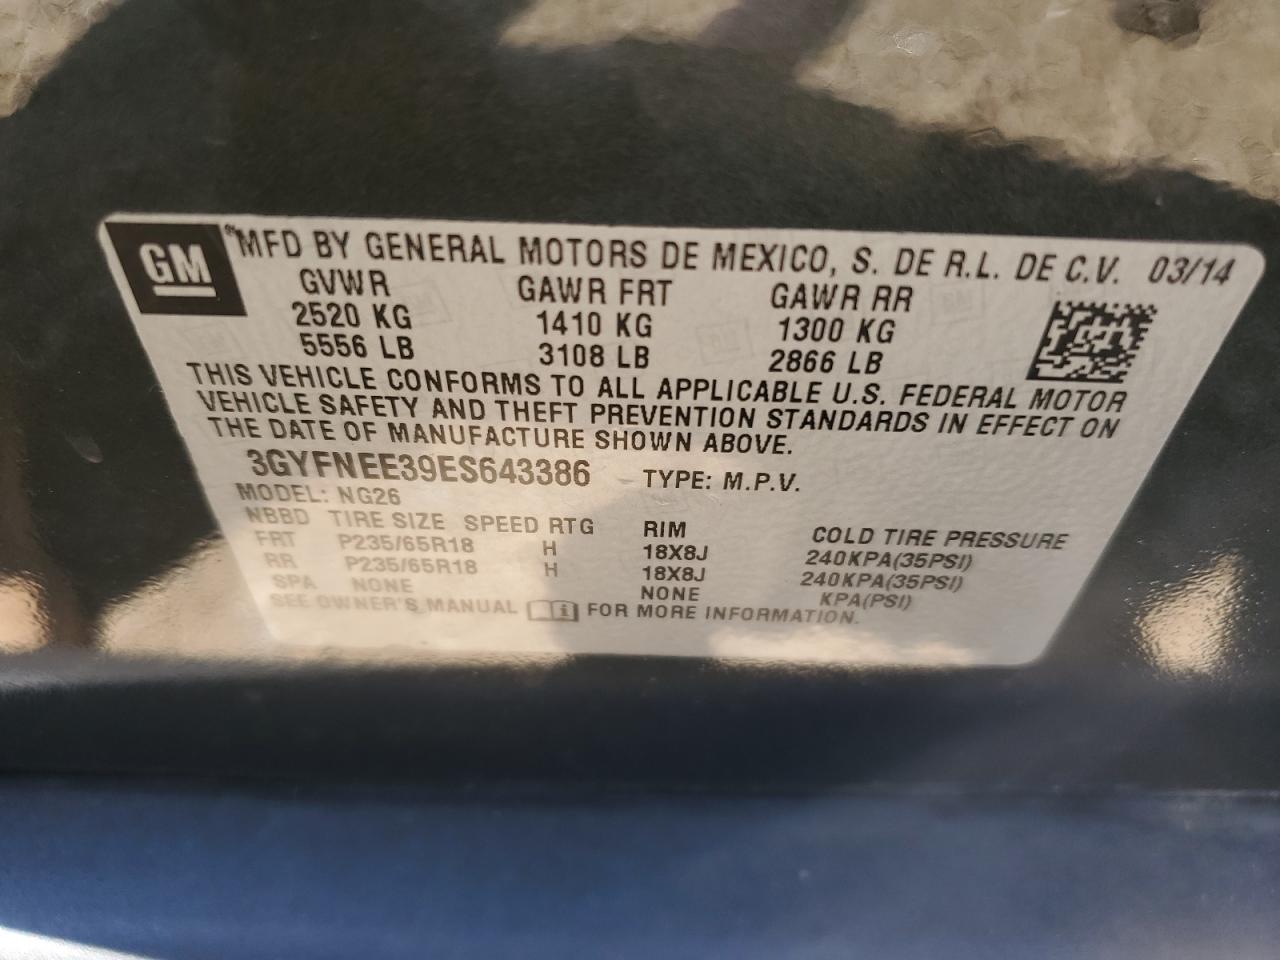 GM ® MFD BY GENERAL MOTORS DE MEXICO, S. DE R.L. DE C.V. 03/14
GVWR GAWR FRT GAWR RR
2520 KG 1410 KG 1300 KG
5556 LB 3108 LB 2866 LB
THIS VEHICLE CONFORMS TO ALL APPLICABLE U.S. FEDERAL MOTOR
VEHICLE SAFETY AND THEFT PREVENTION STANDARDS IN EFFECT ON
THE DATE OF MANUFACTURE SHOWN ABOVE.
3GYFNEE39ES643386 TYPE: M.P.V.
MODEL: NG26
NBBD TIRE SIZE SPEED RTG RIM COLD TIRE PRESSURE
FRT P235/65R18 H 18X8J 240KPA(35PSI)
RR P235/65R18 H 18X8J 240KPA(35PSI)
SPA NONE NONE KPA(PSI)
SEE OWNER'S MANUAL FOR MORE INFORMATION.